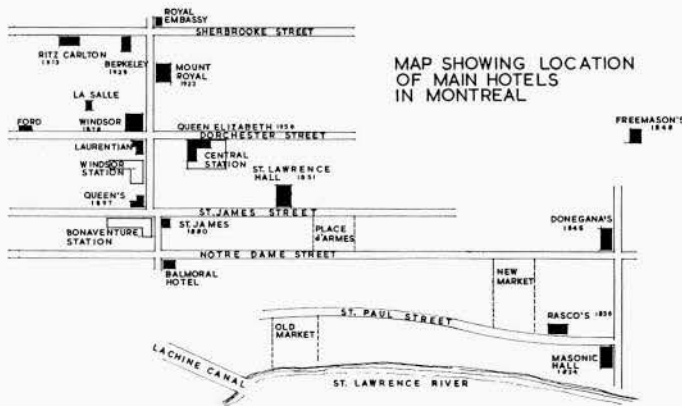 ROYAL
EMBASSY
SHERBROOKE STREET
RITZ CARLTON
1912
BERKELEY
1928
MOUNT
ROYAL
1922
MAP SHOWING LOCATION
OF MAIN HOTELS
IN MONTREAL
LA SALLE
FORD
WINDSOR
1878
QUEEN ELIZABETH 1958
DORCHESTER STREET
FREEMASON'S
1848
LAURENTIAN
WINDSOR
STATION
CENTRAL
STATION
ST. LAWRENCE
HALL
1851
QUEEN'S
1897
ST. JAMES STREET
BONAVENTURE
STATION
ST. JAMES
1880
PLACE
d'ARMES
DONEGANA'S
1846
NOTRE DAME STREET
BALMORAL
HOTEL
NEW
MARKET
ST. PAUL STREET
OLD
MARKET
RASCO'S 1836
MASONIC
HALL
LACHINE CANAL
ST. LAWRENCE RIVER